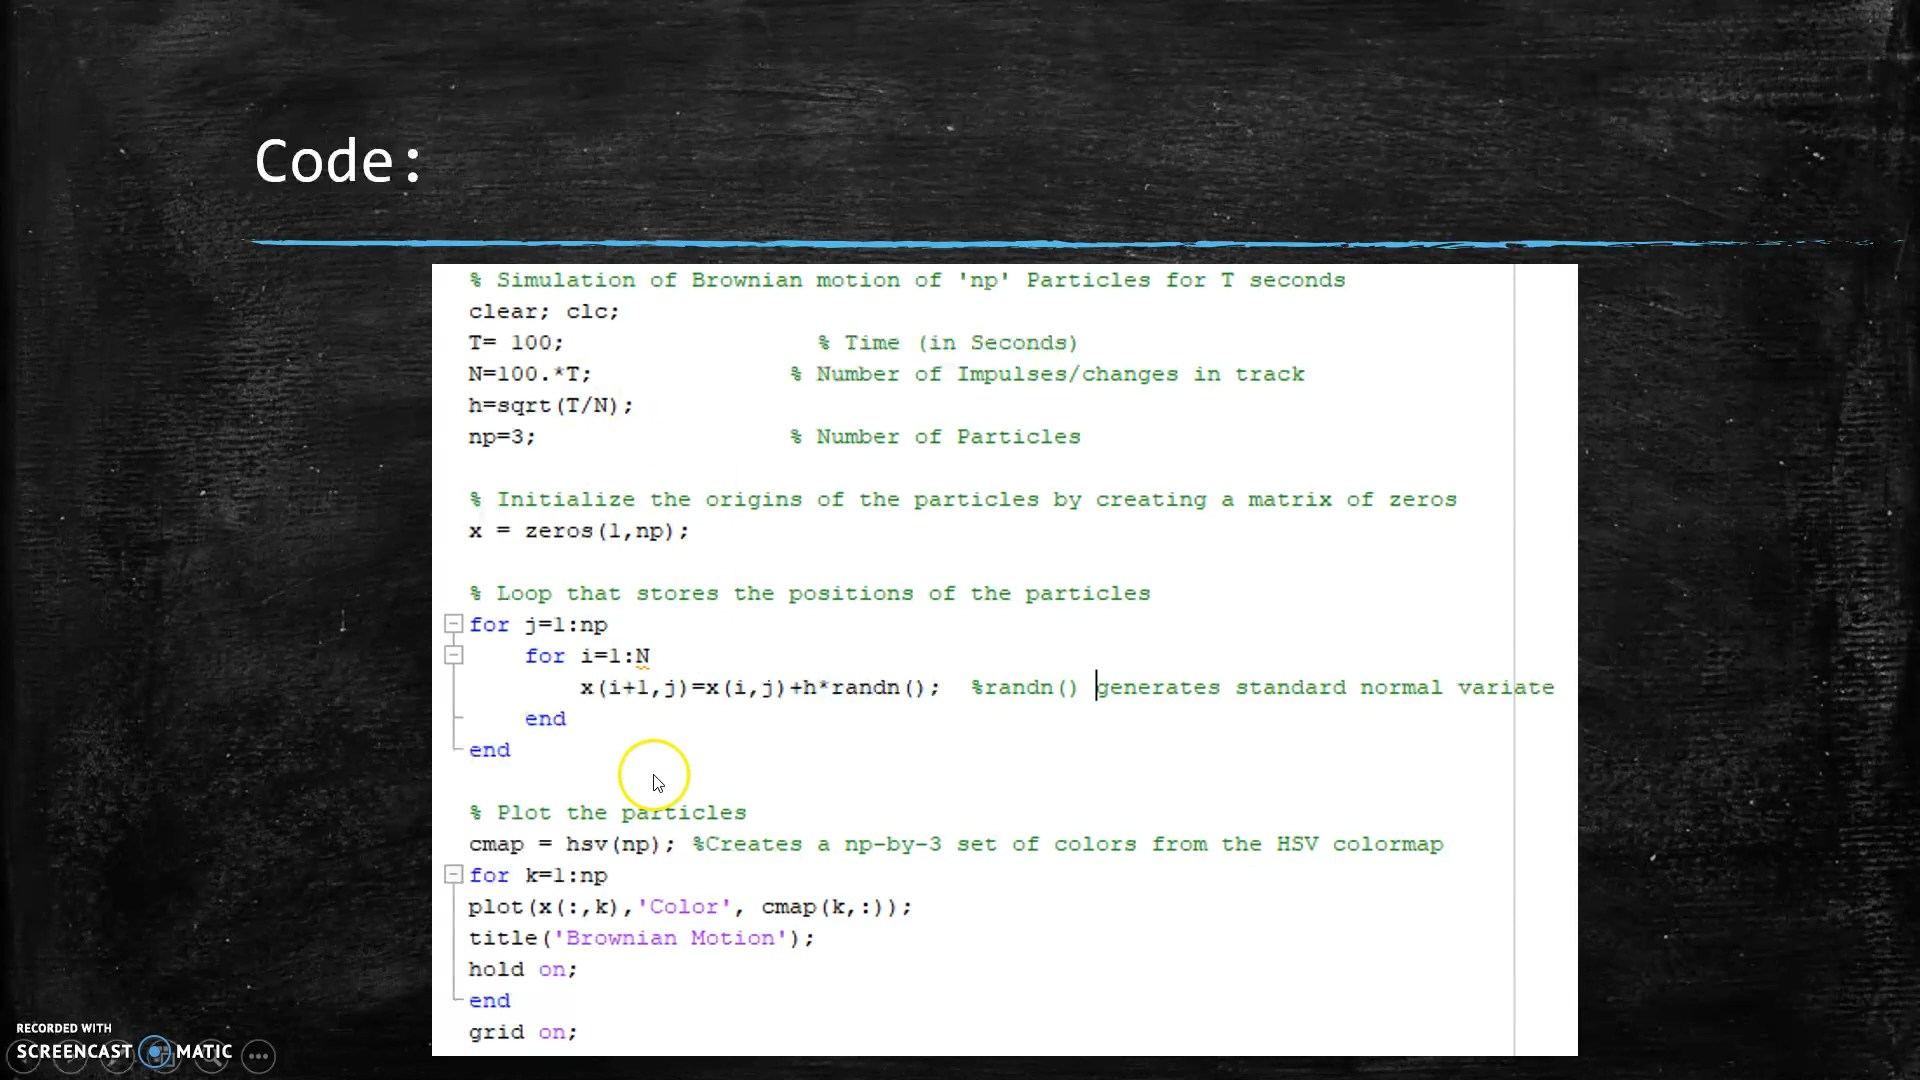 Code:
% Simulation of Brownian motion of 'np' Particles for T seconds
clear; clc;
T= 100; % Time (in Seconds)
N=100.*T; % Number of Impulses/changes in track
h=sqrt(T/N);
np=3; % Number of Particles
% Initialize the origins of the particles by creating a matrix of zeros
x = zeros(1,np);
% Loop that stores the positions of the particles
for j=1:np
for i=1:N
x(i+1,j)=x(i,j)+h*randn(); %randn() generates standard normal variate
end
end
% Plot the particles
cmap = hsv(np); %Creates a np-by-3 set of colors from the HSV colormap
for k=1:np
plot(x(:,k),'Color', cmap(k,:));
title('Brownian Motion');
hold on;
end
grid on;
RECORDED WITH
SCREENCAST MATIC